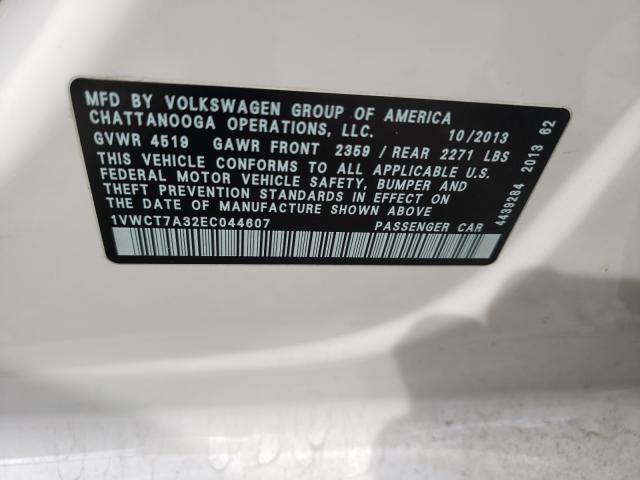 MFD BY VOLKSWAGEN GROUP OF AMERICA
CHATTANOOGA OPERATIONS, LLC. 10/2013
GVWR 4519 GAWR FRONT 2359 / REAR 2271 LBS
THIS VEHICLE CONFORMS TO ALL APPLICABLE U.S.
FEDERAL MOTOR VEHICLE SAFETY, BUMPER AND
THEFT PREVENTION STANDARDS IN EFFECT ON
THE DATE OF MANUFACTURE SHOWN ABOVE
1VWCT7A32EC044607 PASSENGER CAR
4439284 2013 62